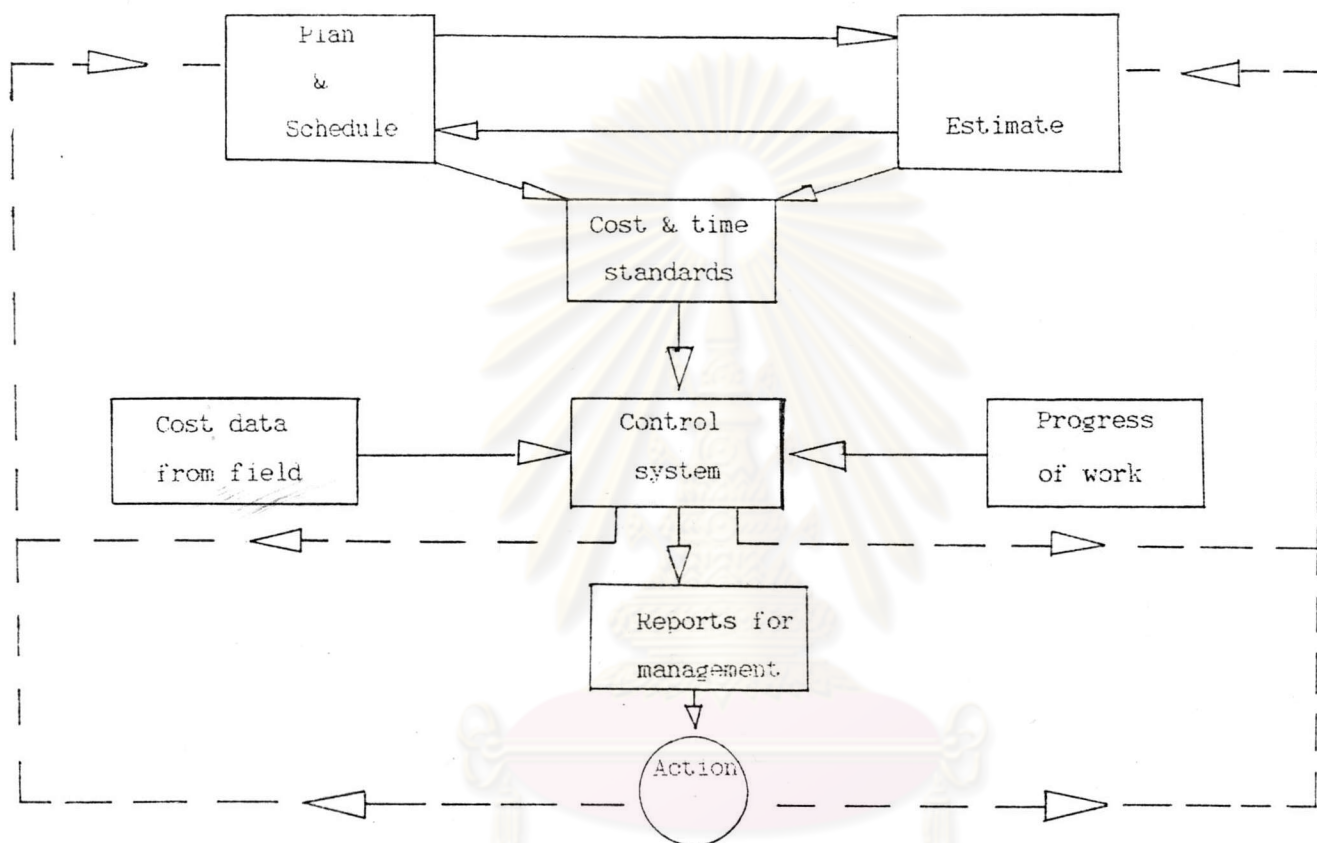 Plan
&
Schedule
Estimate
Cost & time
standards
Cost data
from field
Control
system
Progress
of work
Reports for
management
Action